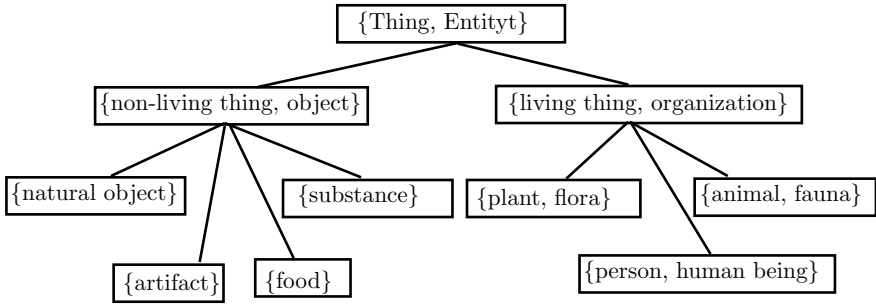 {Thing, Entityt}
{non-living thing, object}
{living thing, organization}
{natural object}
{substance}
{plant, flora}
{animal, fauna}
{artifact}
{food}
{person, human being}